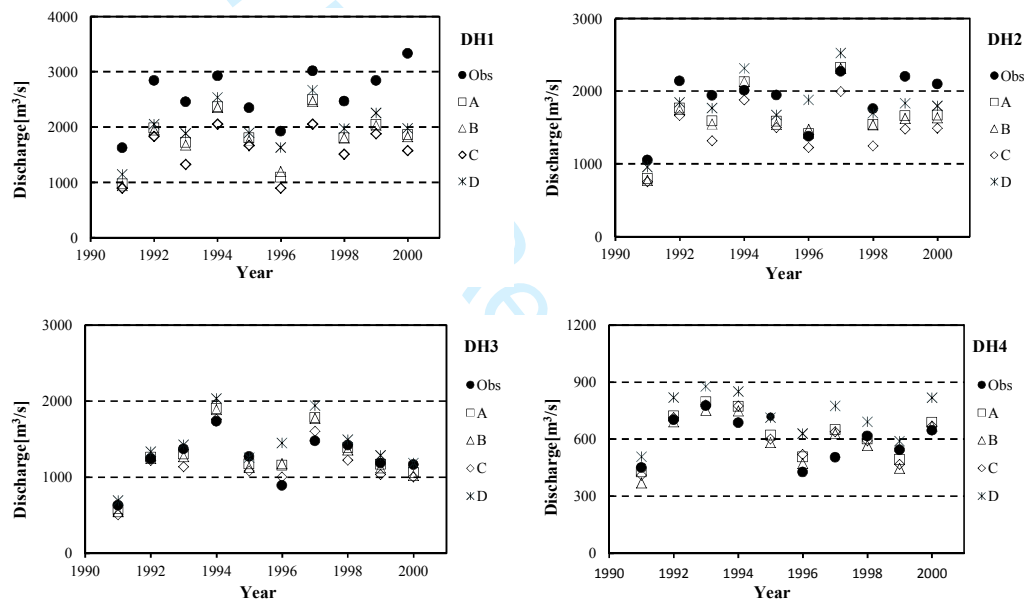 DH1
Discharge[m³/s]
4000
3000
2000
1000
0
1990 1992 1994 1996 1998 2000
Year
Obs
A
B
C
D
DH2
Discharge[m³/s]
3000
2000
1000
0
1990 1992 1994 1996 1998 2000
Year
Obs
A
B
C
D
DH3
Discharge[m³/s]
3000
2000
1000
0
1990 1992 1994 1996 1998 2000
Year
Obs
A
B
C
D
DH4
Discharge[m³/s]
1200
900
600
300
0
1990 1992 1994 1996 1998 2000
Year
Obs
A
B
C
D